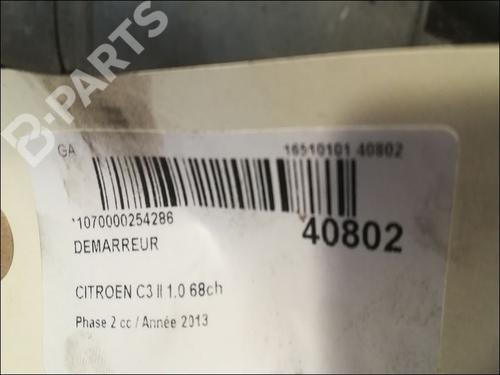 B-PARTS
GA
16510101 40802
*1070000254286
40802
DEMARREUR
CITROEN C3 II 1.0 68ch
Phase 2 cc / Année 2013